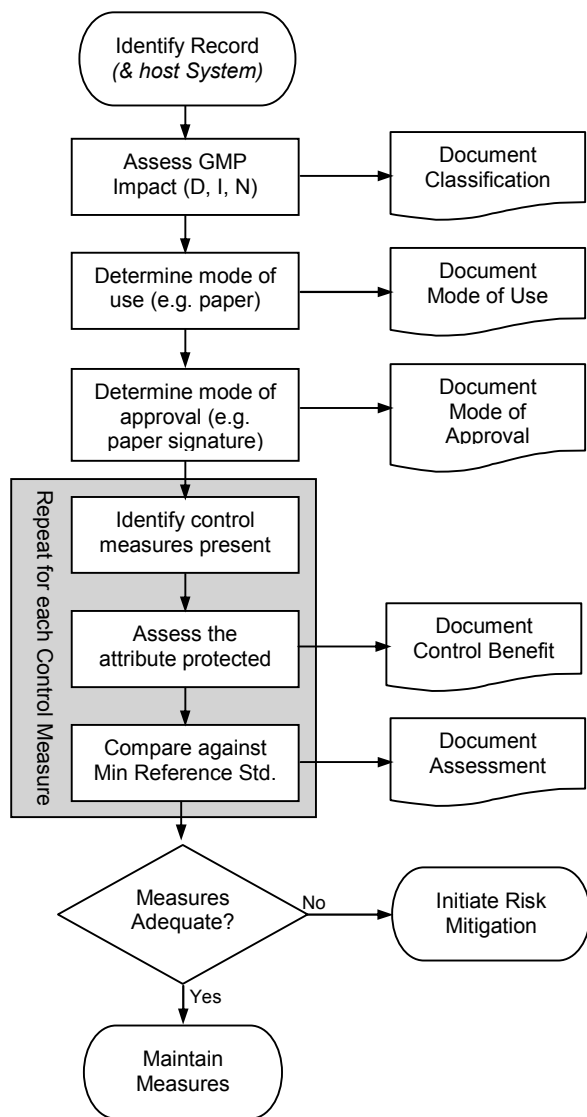 Identify Record
(& host System)
Assess GMP
Impact (D, I, N)
Document
Classification
Determine mode of
use (e.g. paper)
Document
Mode of Use
Determine mode of
approval (e.g.
paper signature)
Document
Mode of
Approval
Repeat for each Control Measure
Identify control
measures present
Assess the
attribute protected
Document
Control Benefit
Compare against
Min Reference Std.
Document
Assessment
Measures
Adequate?
No
Initiate Risk
Mitigation
Yes
Maintain
Measures